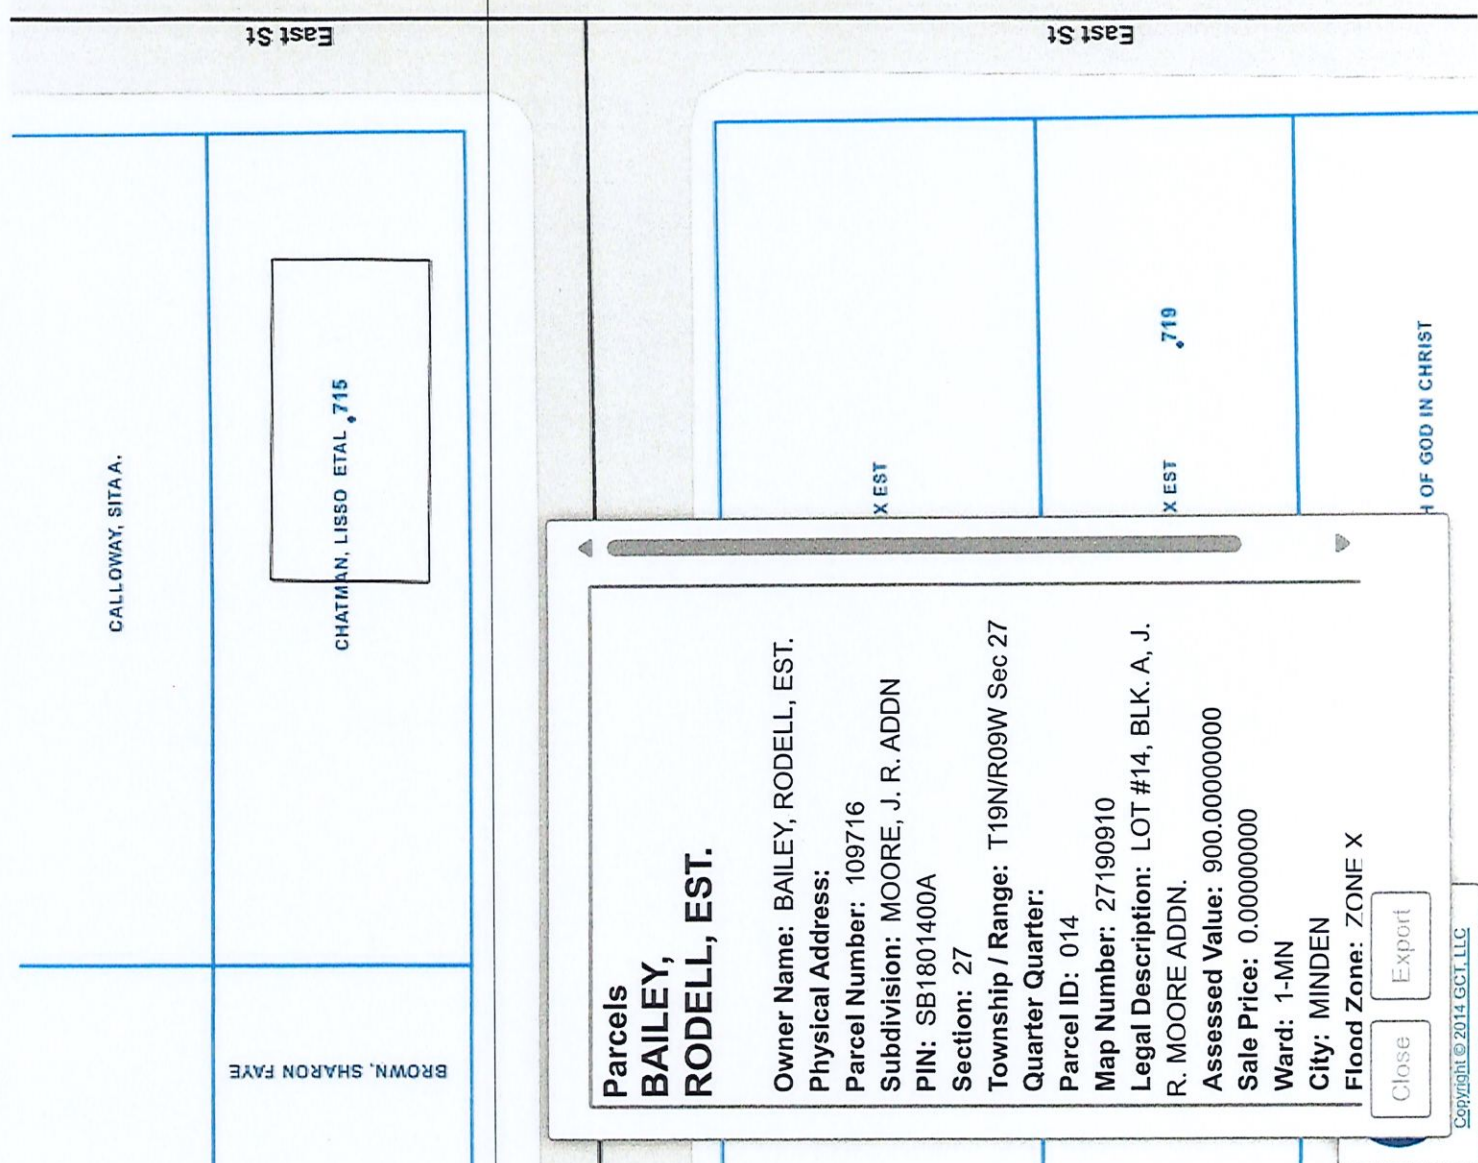 East St
East St
CALLOWAY, SITA A.
CHATMAN, LISSO ETAL 715
BROWN, SHARON FAYE
X EST
X EST
719
H OF GOD IN CHRIST
Parcels
BAILEY,
RODELL, EST.
Owner Name: BAILEY, RODELL, EST.
Physical Address:
Parcel Number: 109716
Subdivision: MOORE, J. R. ADDN
PIN: SB1801400A
Section: 27
Township / Range: T19N/R09W Sec 27
Quarter Quarter:
Parcel ID: 014
Map Number: 27190910
Legal Description: LOT #14, BLK. A, J.
R. MOORE ADDN.
Assessed Value: 900.00000000
Sale Price: 0.00000000
Ward: 1-MN
City: MINDEN
Flood Zone: ZONE X
Close
Export
Copyright © 2014 GCT, LLC